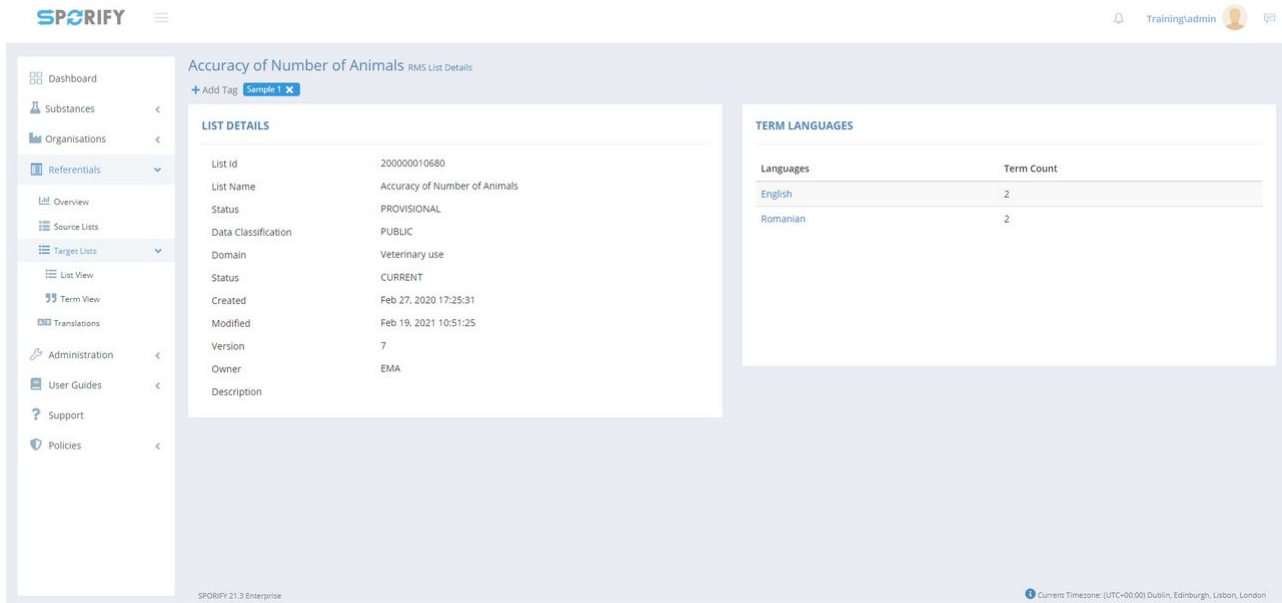 SPORIFY
Training\admin
Dashboard
Substances
Organisations
Referentials
Overview
Source Lists
Target Lists
List View
Term View
Translations
Administration
User Guides
Support
Policies
Accuracy of Number of Animals RMS List Details
+ Add Tag Sample 1 X
LIST DETAILS
List Id 200000010680
List Name Accuracy of Number of Animals
Status PROVISIONAL
Data Classification PUBLIC
Domain Veterinary use
Status CURRENT
Created Feb 27, 2020 17:25:31
Modified Feb 19, 2021 10:51:25
Version 7
Owner EMA
Description
TERM LANGUAGES
Languages Term Count
English 2
Romanian 2
SPORIFY 21.3 Enterprise
Current Timezone: (UTC+00:00) Dublin, Edinburgh, Lisbon, London